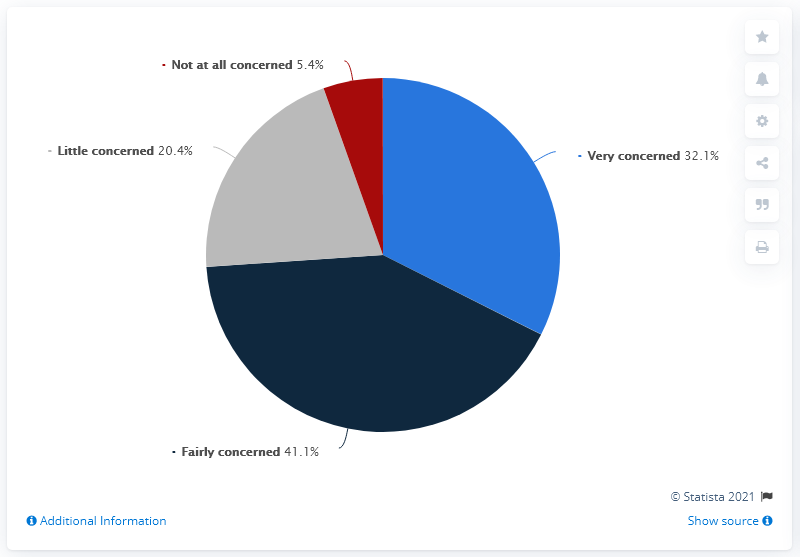 Not at all concerned 5.4%
Little concerned 20.4%
Very concerned 32.1%
Fairly concerned 41.1%
© Statista 2021
Additional Information
Show source